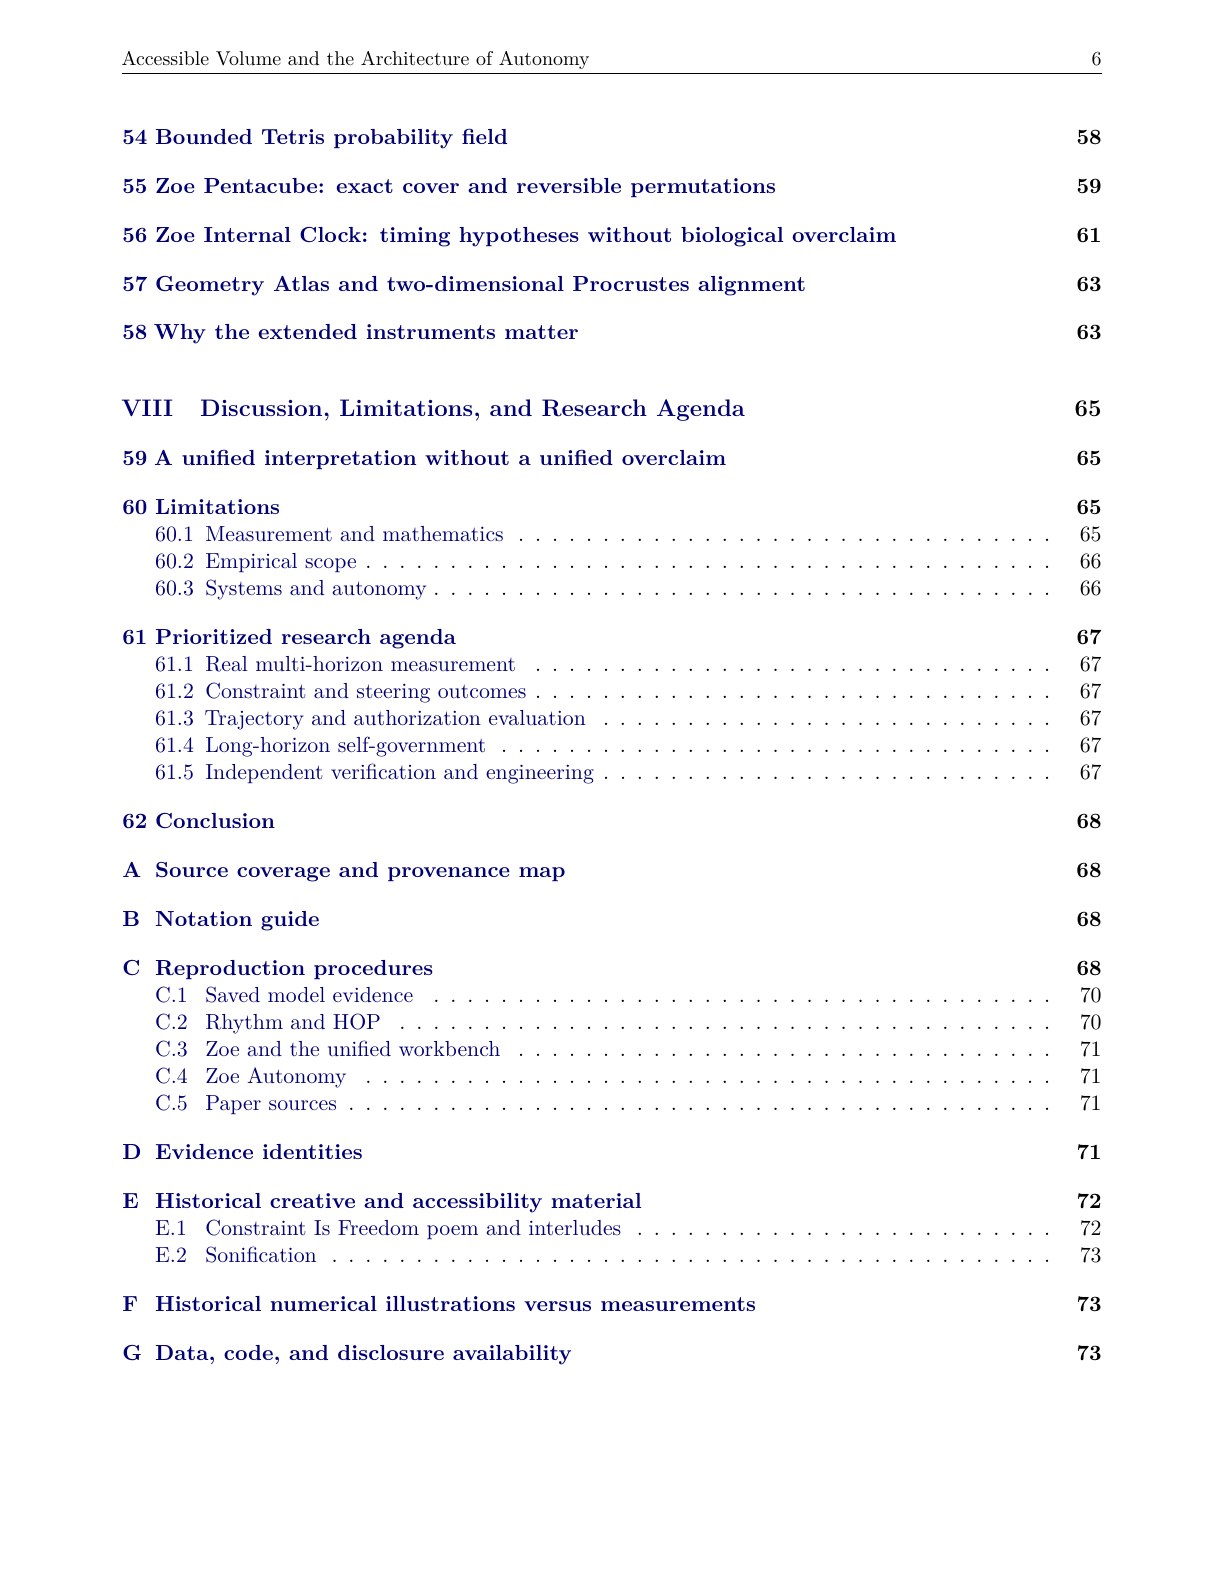 Accessible Volume and the Architecture of Autonomy 6
54 Bounded Tetris probability field 58
55 Zoe Pentacube: exact cover and reversible permutations 59
56 Zoe Internal Clock: timing hypotheses without biological overclaim 61
57 Geometry Atlas and two-dimensional Procrustes alignment 63
58 Why the extended instruments matter 63
VIII Discussion, Limitations, and Research Agenda 65
59 A unified interpretation without a unified overclaim 65
60 Limitations 65
60.1 Measurement and mathematics . . . . . . . . . . . . . . . . . . . . . . . . . . . . . . . . 65
60.2 Empirical scope . . . . . . . . . . . . . . . . . . . . . . . . . . . . . . . . . . . . . . . . . 66
60.3 Systems and autonomy . . . . . . . . . . . . . . . . . . . . . . . . . . . . . . . . . . . . . 66
61 Prioritized research agenda 67
61.1 Real multi-horizon measurement . . . . . . . . . . . . . . . . . . . . . . . . . . . . . . . 67
61.2 Constraint and steering outcomes . . . . . . . . . . . . . . . . . . . . . . . . . . . . . . . 67
61.3 Trajectory and authorization evaluation . . . . . . . . . . . . . . . . . . . . . . . . . . . 67
61.4 Long-horizon self-government . . . . . . . . . . . . . . . . . . . . . . . . . . . . . . . . . 67
61.5 Independent verification and engineering . . . . . . . . . . . . . . . . . . . . . . . . . . . 67
62 Conclusion 68
A Source coverage and provenance map 68
B Notation guide 68
C Reproduction procedures 68
C.1 Saved model evidence . . . . . . . . . . . . . . . . . . . . . . . . . . . . . . . . . . . . . 70
C.2 Rhythm and HOP . . . . . . . . . . . . . . . . . . . . . . . . . . . . . . . . . . . . . . . 70
C.3 Zoe and the unified workbench . . . . . . . . . . . . . . . . . . . . . . . . . . . . . . . . 71
C.4 Zoe Autonomy . . . . . . . . . . . . . . . . . . . . . . . . . . . . . . . . . . . . . . . . . 71
C.5 Paper sources . . . . . . . . . . . . . . . . . . . . . . . . . . . . . . . . . . . . . . . . . . 71
D Evidence identities 71
E Historical creative and accessibility material 72
E.1 Constraint Is Freedom poem and interludes . . . . . . . . . . . . . . . . . . . . . . . . . 72
E.2 Sonification . . . . . . . . . . . . . . . . . . . . . . . . . . . . . . . . . . . . . . . . . . . 73
F Historical numerical illustrations versus measurements 73
G Data, code, and disclosure availability 73